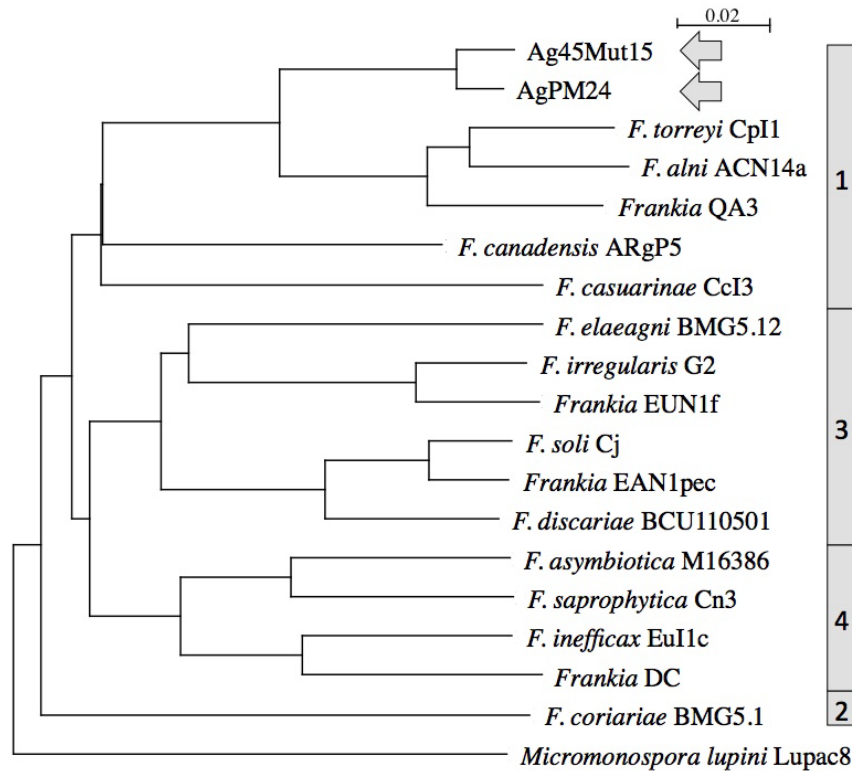 0.02
Ag45Mut15
AgPM24
F. torreyi CpI1
F. alni ACN14a
Frankia QA3
F. canadensis ARgP5
F. casuarinae CcI3
1
F. elaeagni BMG5.12
F. irregularis G2
Frankia EUN1f
F. soli Cj
Frankia EAN1pec
F. discariae BCU110501
3
F. asymbiotica M16386
F. saprophytica Cn3
F. inefficax EuI1c
Frankia DC
4
F. coriariae BMG5.1
2
Micromonospora lupini Lupac8